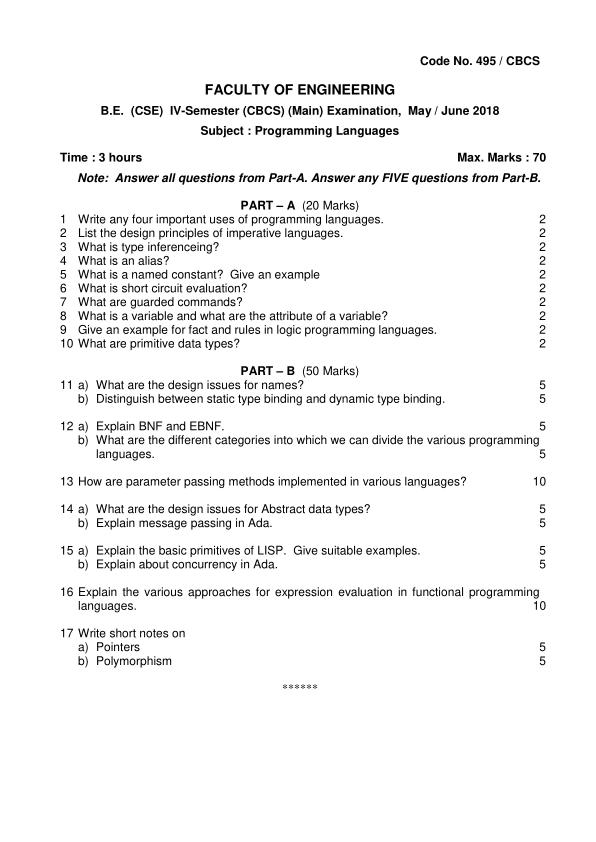 Code No. 495 / CBCS
FACULTY OF ENGINEERING
B.E. (CSE) IV-Semester (CBCS) (Main) Examination, May / June 2018
Subject : Programming Languages
Time : 3 hours Max. Marks : 70
Note: Answer all questions from Part-A. Answer any FIVE questions from Part-B.
PART – A (20 Marks)
1 Write any four important uses of programming languages. 2
2 List the design principles of imperative languages. 2
3 What is type inferenceing? 2
4 What is an alias? 2
5 What is a named constant? Give an example 2
6 What is short circuit evaluation? 2
7 What are guarded commands? 2
8 What is a variable and what are the attribute of a variable? 2
9 Give an example for fact and rules in logic programming languages. 2
10 What are primitive data types? 2
PART – B (50 Marks)
11 a) What are the design issues for names? 5
b) Distinguish between static type binding and dynamic type binding. 5
12 a) Explain BNF and EBNF. 5
b) What are the different categories into which we can divide the various programming
languages. 5
13 How are parameter passing methods implemented in various languages? 10
14 a) What are the design issues for Abstract data types? 5
b) Explain message passing in Ada. 5
15 a) Explain the basic primitives of LISP. Give suitable examples. 5
b) Explain about concurrency in Ada. 5
16 Explain the various approaches for expression evaluation in functional programming
languages. 10
17 Write short notes on
a) Pointers 5
b) Polymorphism 5
******